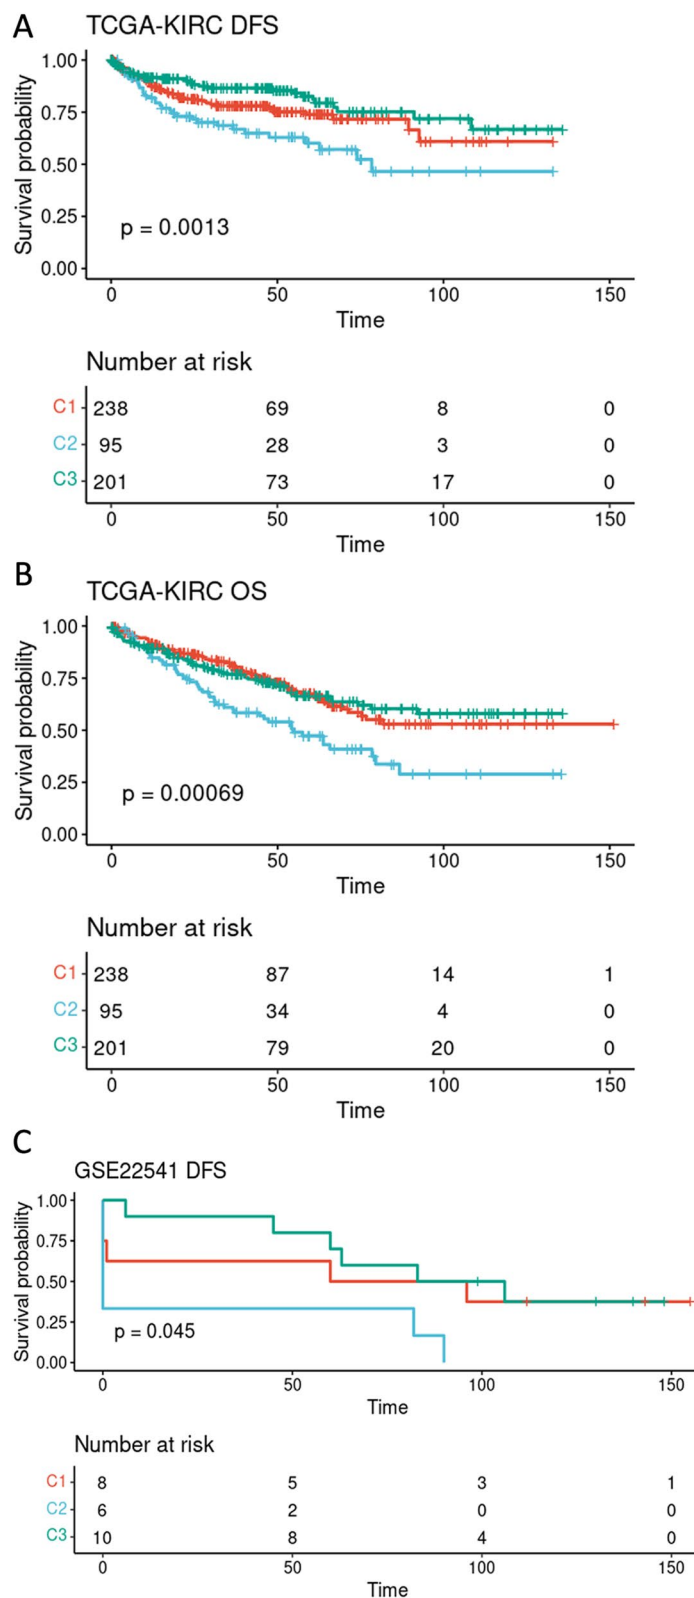 A
TCGA-KIRC DFS
Survival probability
1.00
0.75
0.50
0.25
0.00
p = 0.0013
0 50 100 150
Time
Number at risk
C1 238 69 8 0
C2 95 28 3 0
C3 201 73 17 0
0 50 100 150
Time
B
TCGA-KIRC OS
Survival probability
1.00
0.75
0.50
0.25
0.00
p = 0.00069
0 50 100 150
Time
Number at risk
C1 238 87 14 1
C2 95 34 4 0
C3 201 79 20 0
0 50 100 150
Time
C
GSE22541 DFS
Survival probability
1.00
0.75
0.50
0.25
0.00
p = 0.045
0 50 100 150
Time
Number at risk
C1 8 5 3 1
C2 6 2 0 0
C3 10 8 4 0
0 50 100 150
Time